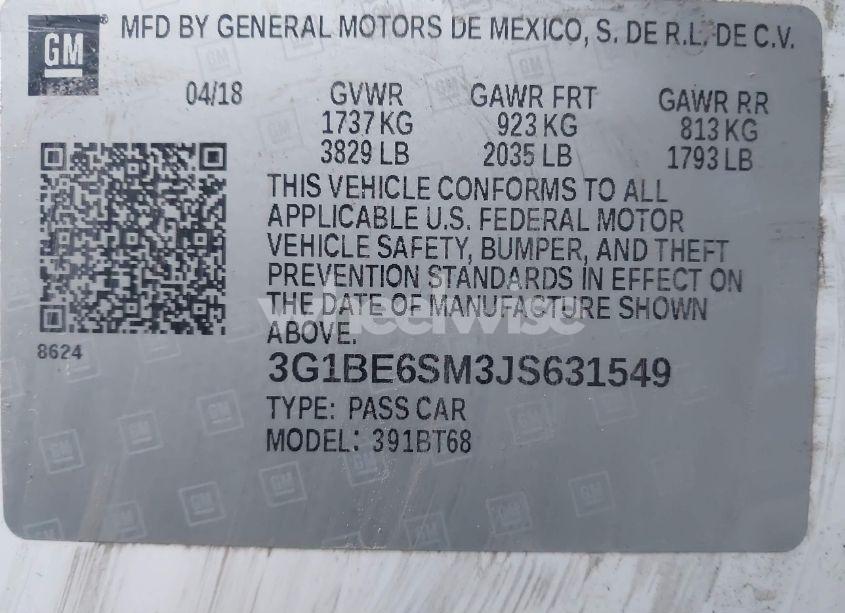 GM
MFD BY GENERAL MOTORS DE MEXICO, S. DE R.L. DE C.V.
04/18 GVWR GAWR FRT GAWR RR
1737 KG 923 KG 813 KG
3829 LB 2035 LB 1793 LB
THIS VEHICLE CONFORMS TO ALL
APPLICABLE U.S. FEDERAL MOTOR
VEHICLE SAFETY, BUMPER, AND THEFT
PREVENTION STANDARDS IN EFFECT ON
THE DATE OF MANUFACTURE SHOWN
ABOVE.
wheelwise
8624
3G1BE6SM3JS631549
TYPE: PASS CAR
MODEL: 391BT68